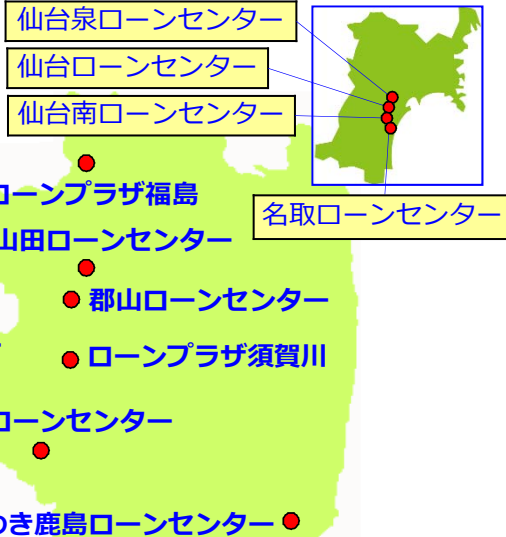 仙台泉ローンセンター
仙台ローンセンター
仙台南ローンセンター
名取ローンセンター
ローンプラザ福島
山田ローンセンター
郡山ローンセンター
ローンプラザ須賀川
ローンセンター
わき鹿島ローンセンター